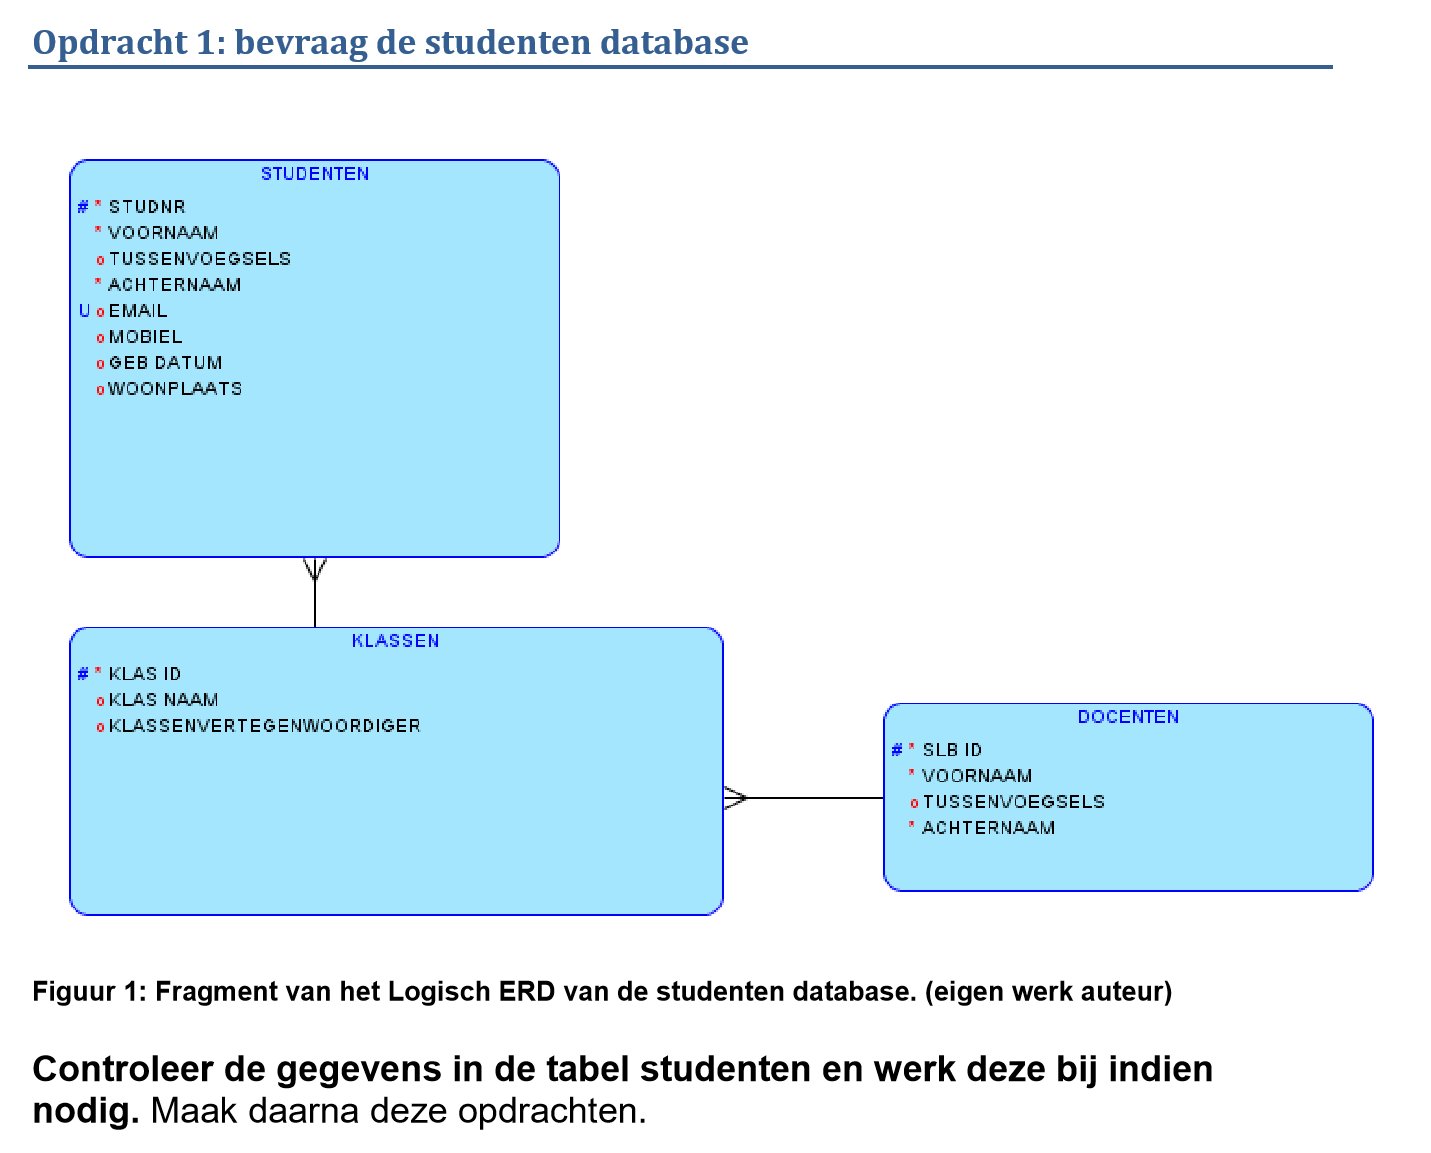 Opdracht 1: bevraag de studenten database
STUDENTEN
# * STUDNR
* VOORNAAM
o TUSSENVOEGSELS
* ACHTERNAAM
U o EMAIL
o MOBIEL
o GEB DATUM
o WOONPLAATS
KLASSEN
# * KLAS ID
o KLAS NAAM
o KLASSENVERTEGENWOORDIGER
DOCENTEN
# * SLB ID
* VOORNAAM
o TUSSENVOEGSELS
* ACHTERNAAM
Figuur 1: Fragment van het Logisch ERD van de studenten database. (eigen werk auteur)
Controleer de gegevens in de tabel studenten en werk deze bij indien
nodig. Maak daarna deze opdrachten.